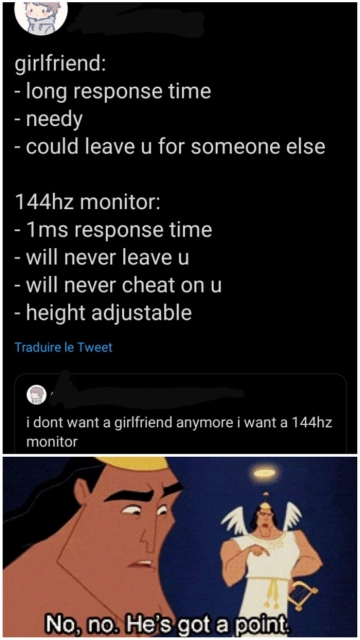 girlfriend:
- long response time
- needy
- could leave u for someone else
144hz monitor:
- 1ms response time
- will never leave u
- will never cheat on u
- height adjustable
Traduire le Tweet
i dont want a girlfriend anymore i want a 144hz
monitor
No, no. He's got a point.